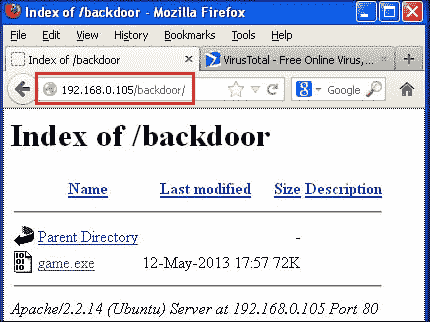 Index of /backdoor - Mozilla Firefox
File Edit View History Bookmarks Tools Help
Index of /backdoor × VirusTotal - Free Online Virus, ... × +
192.168.0.105/backdoor/ Google
Index of /backdoor
Name Last modified Size Description
Parent Directory -
game.exe 12-May-2013 17:57 72K
Apache/2.2.14 (Ubuntu) Server at 192.168.0.105 Port 80